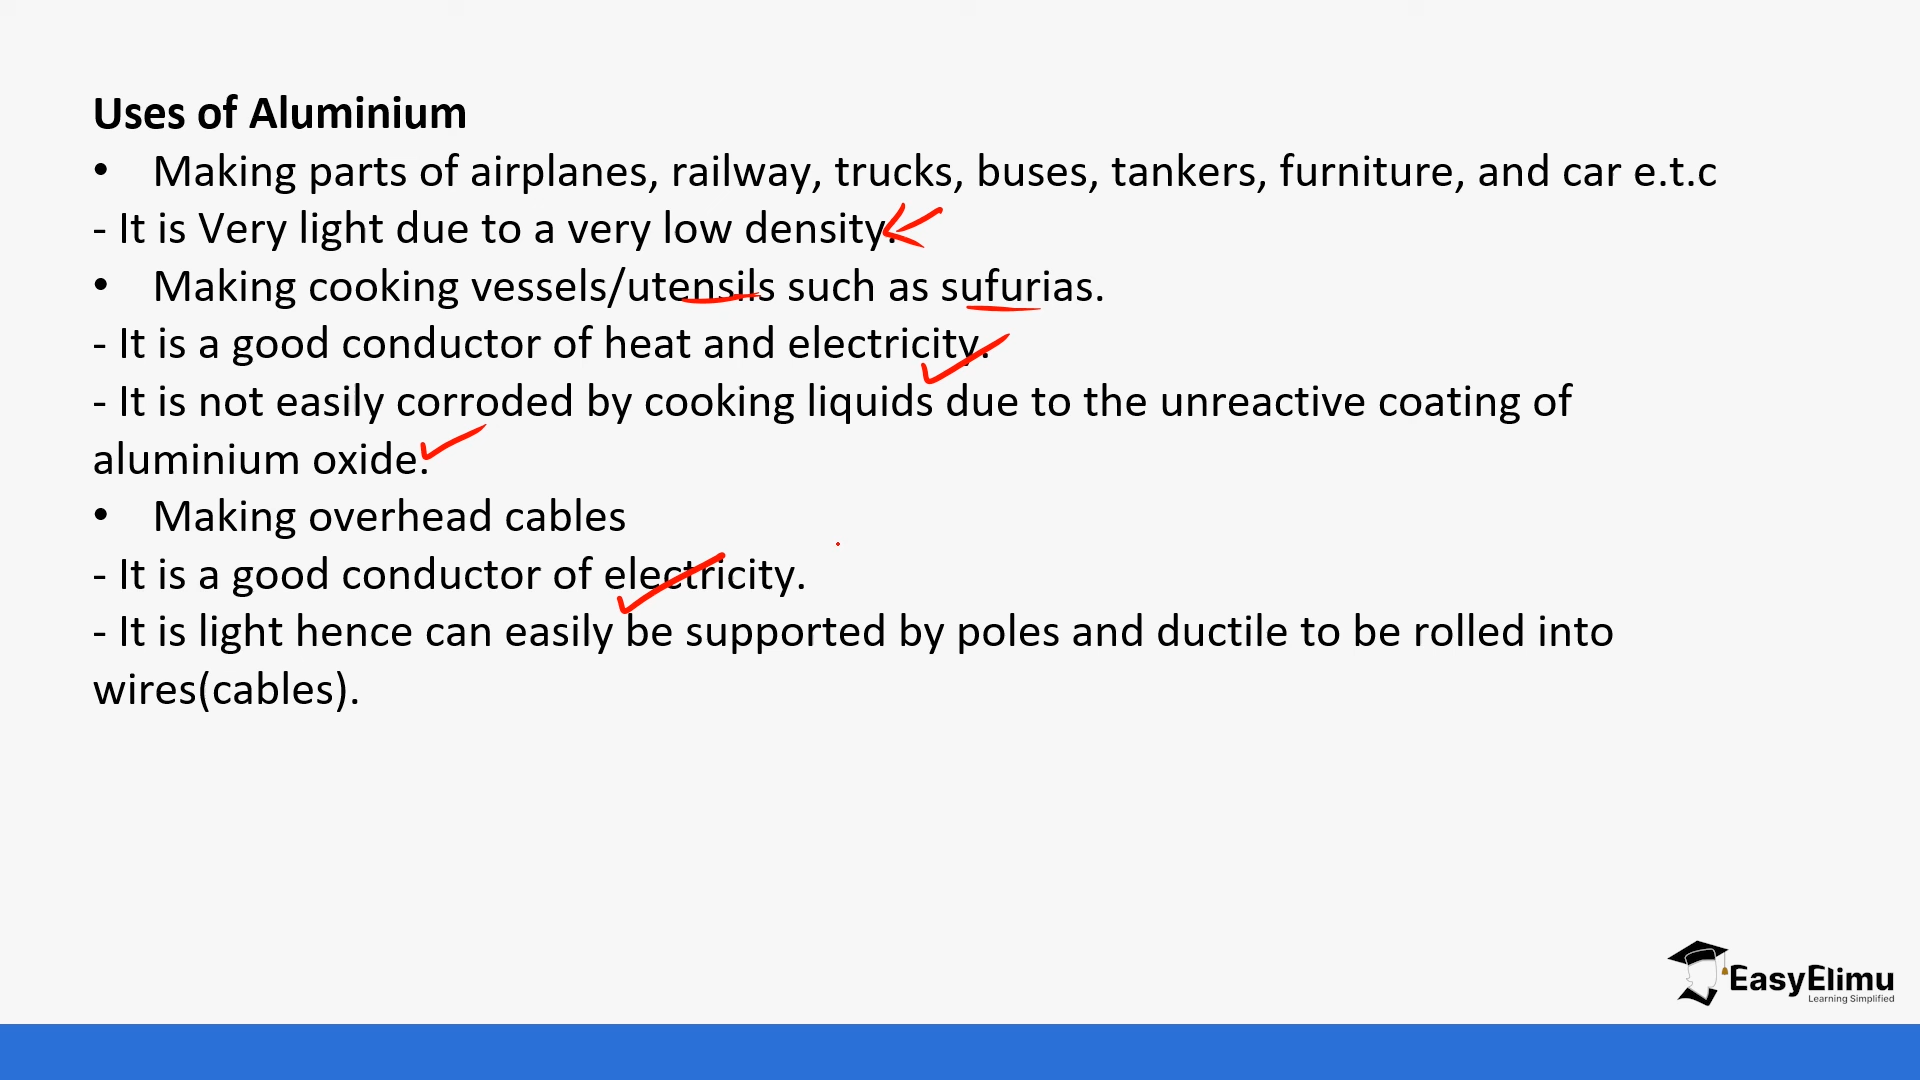 Uses of Aluminium
• Making parts of airplanes, railway, trucks, buses, tankers, furniture, and car e.t.c
- It is Very light due to a very low density.
• Making cooking vessels/utensils such as sufurias.
- It is a good conductor of heat and electricity.
- It is not easily corroded by cooking liquids due to the unreactive coating of
aluminium oxide.
• Making overhead cables
- It is a good conductor of electricity.
- It is light hence can easily be supported by poles and ductile to be rolled into
wires(cables).
EasyElimu
Learning Simplified